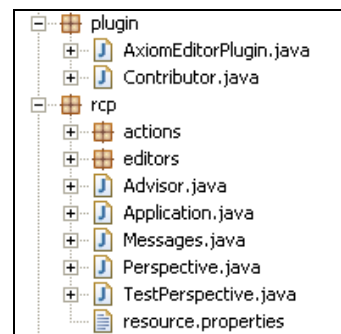 plugin
AxiomEditorPlugin.java
Contributor.java
rcp
actions
editors
Advisor.java
Application.java
Messages.java
Perspective.java
TestPerspective.java
resource.properties